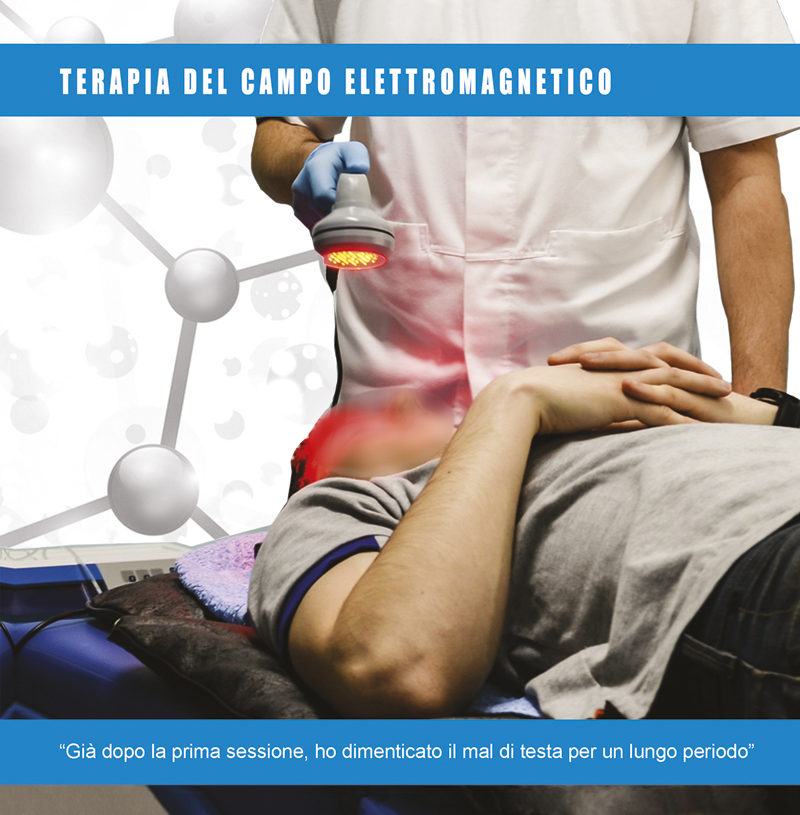 TERAPIA DEL CAMPO ELETTROMAGNETICO
“Già dopo la prima sessione, ho dimenticato il mal di testa per un lungo periodo”